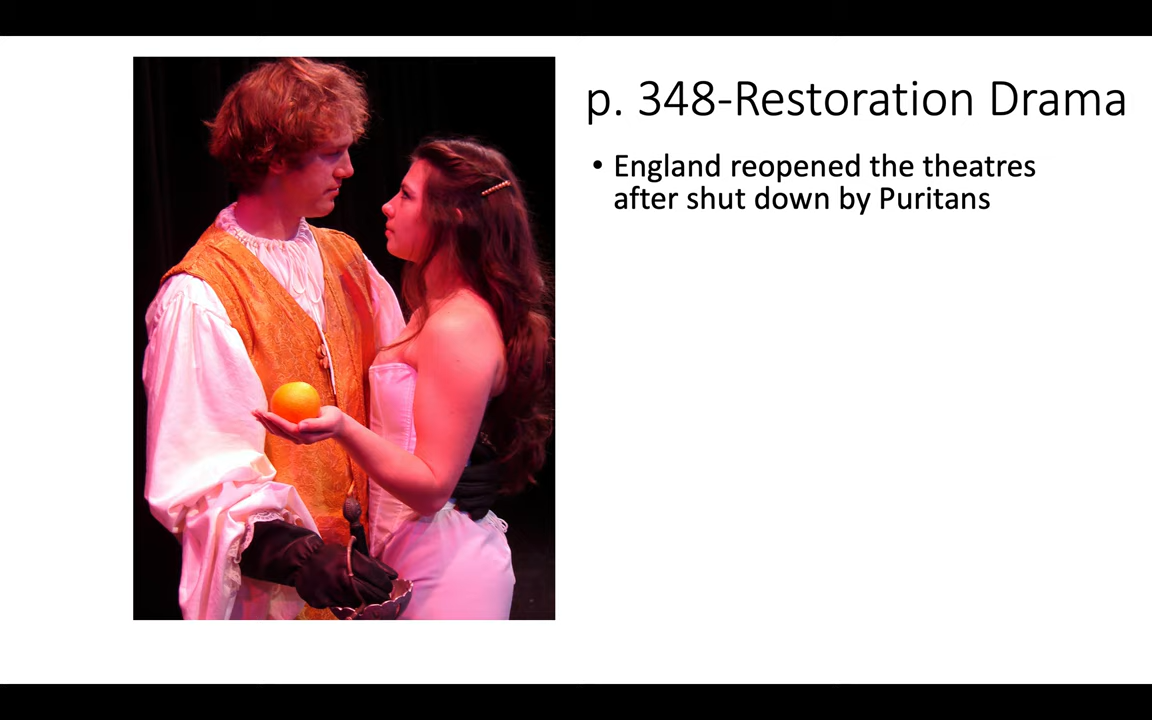 p. 348-Restoration Drama
• England reopened the theatres
after shut down by Puritans